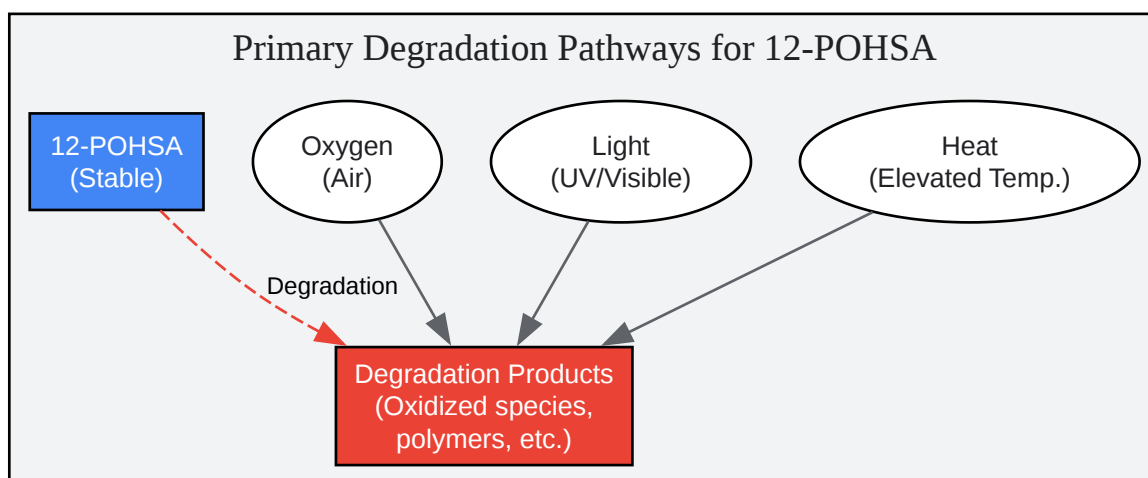 Primary Degradation Pathways for 12-POHSA
12-POHSA
(Stable)
Oxygen
(Air)
Light
(UV/Visible)
Heat
(Elevated Temp.)
Degradation
Degradation Products
(Oxidized species,
polymers, etc.)